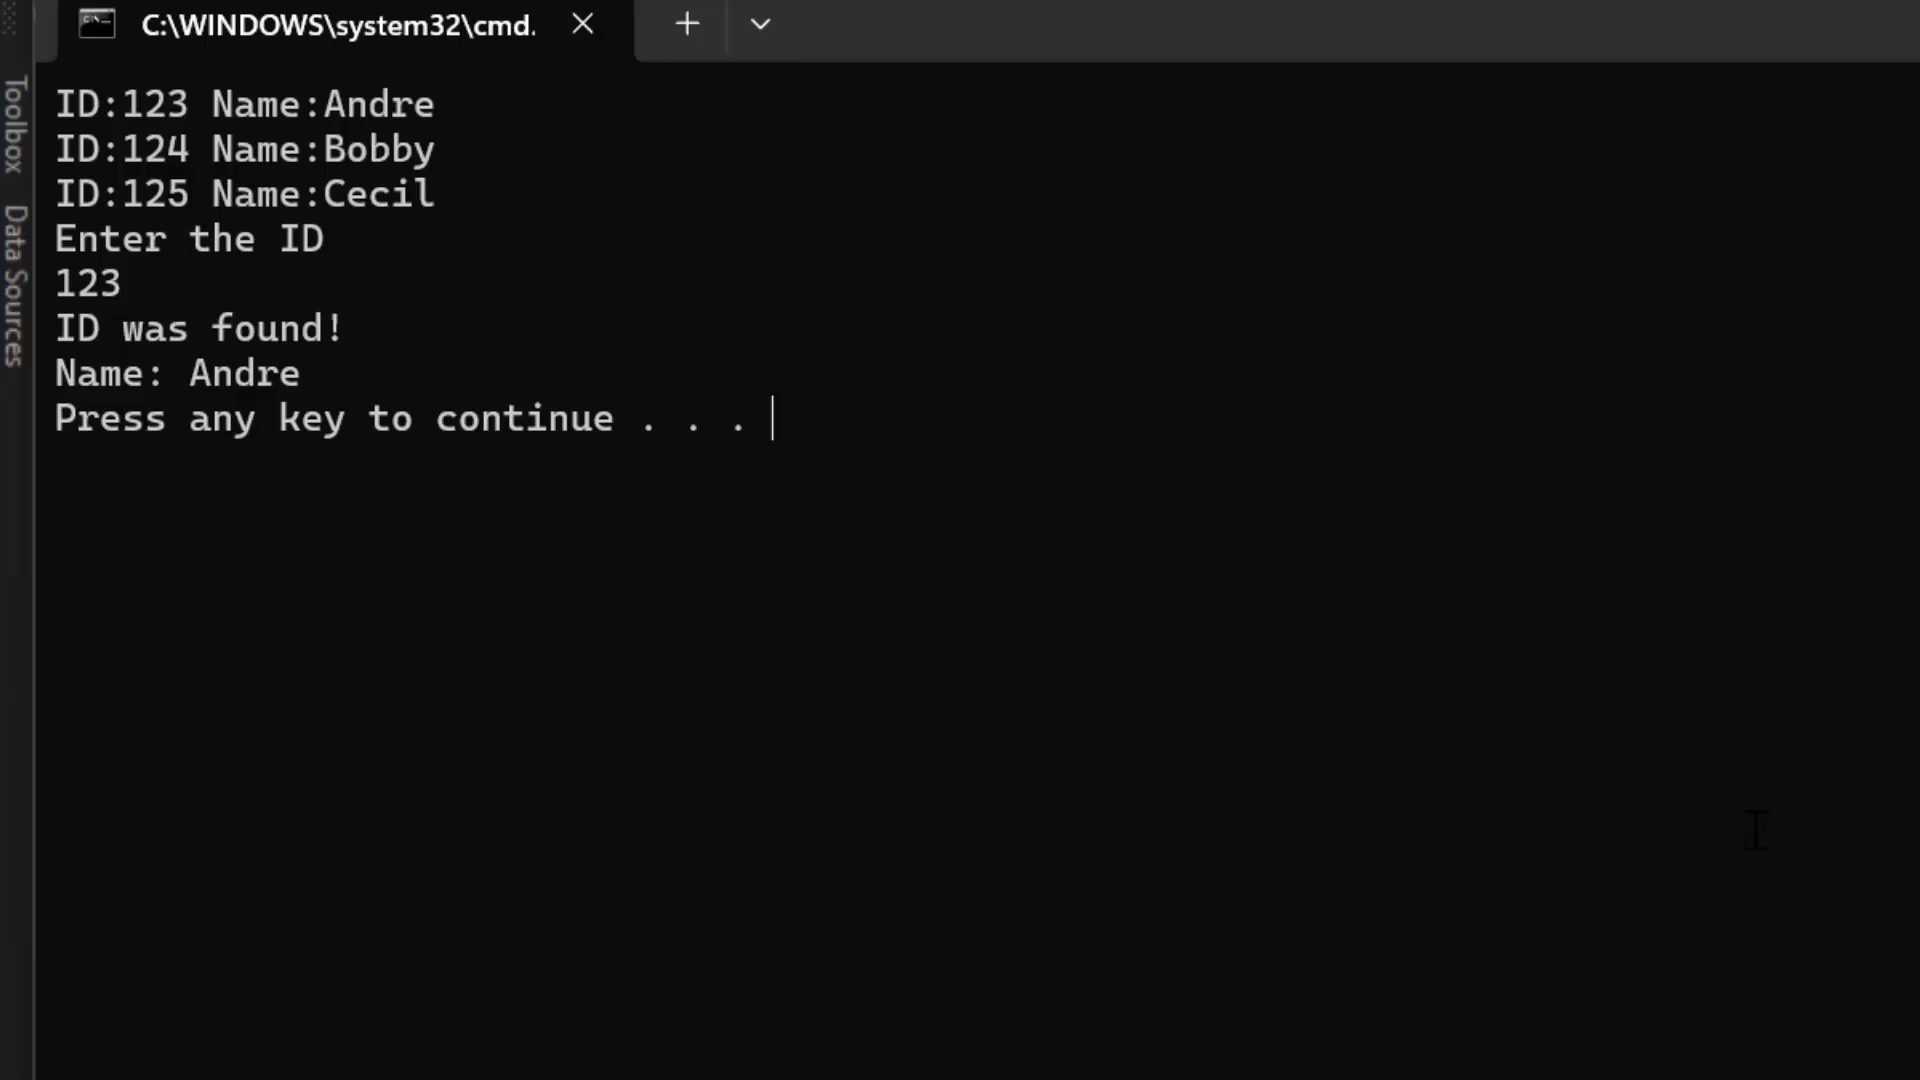 C:\WINDOWS\system32\cmd.
Toolbox
Data Sources
ID:123 Name:Andre
ID:124 Name:Bobby
ID:125 Name:Cecil
Enter the ID
123
ID was found!
Name: Andre
Press any key to continue . . .